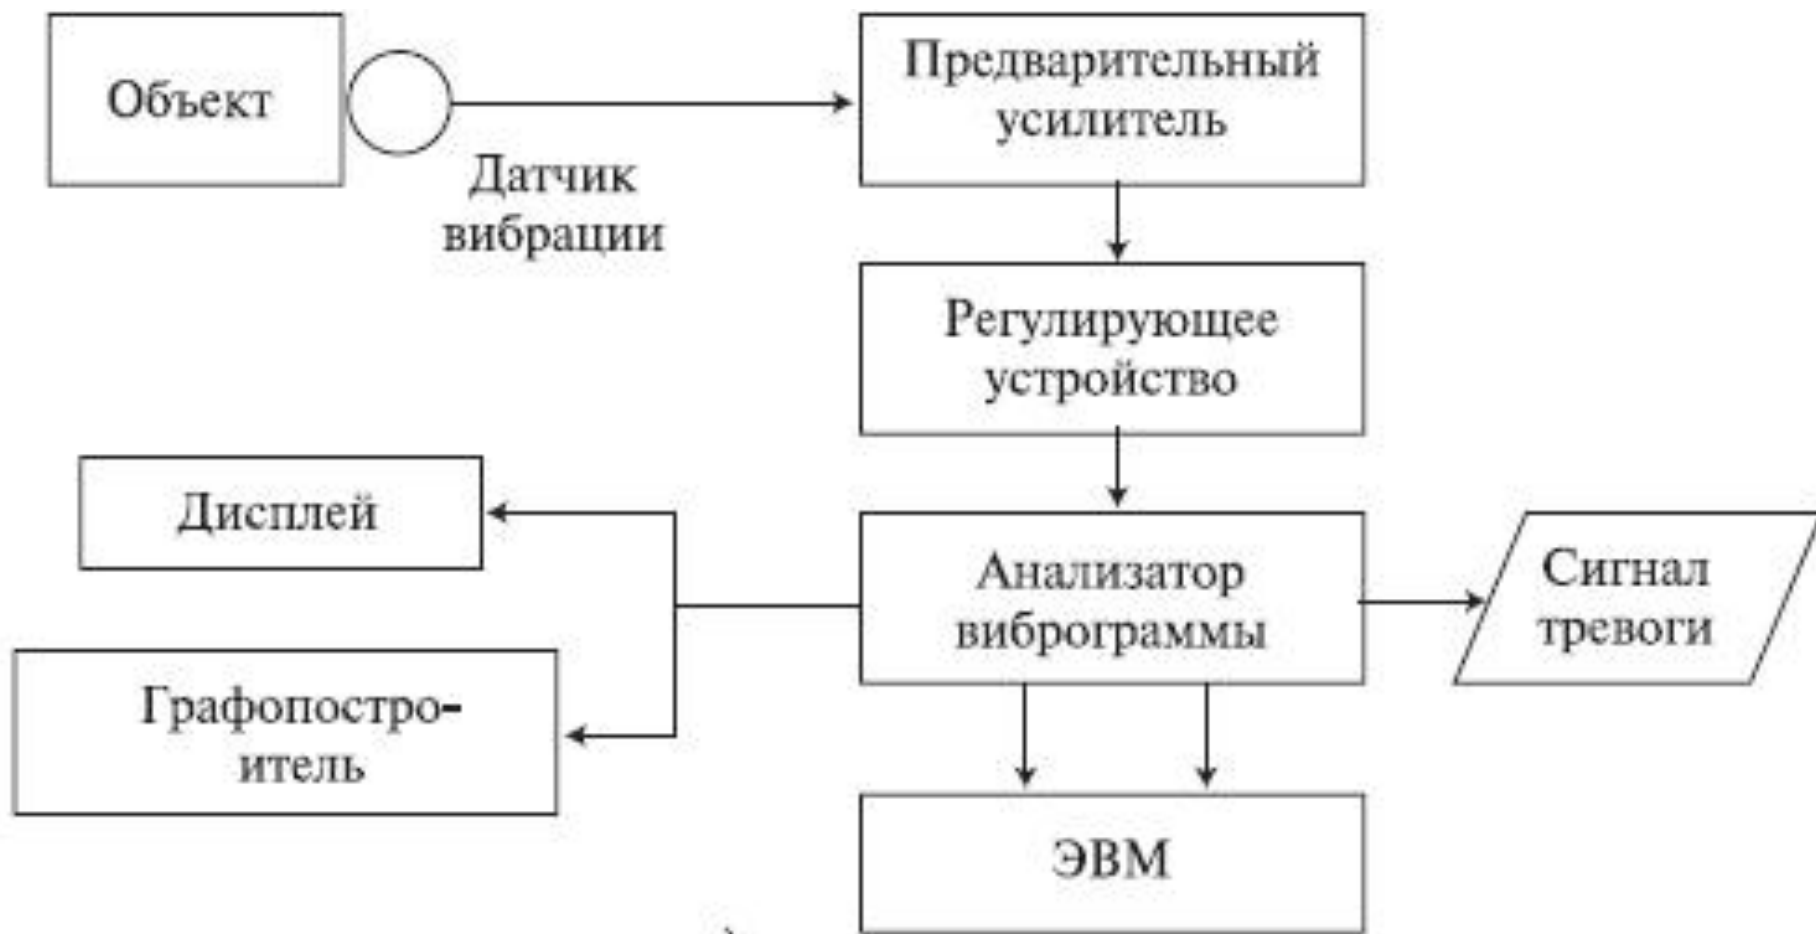 Объект
Датчик
вибрации
Предварительный
усилитель
Регулирующее
устройство
Дисплей
Анализатор
виброграммы
Сигнал
тревоги
Графопостро-
итель
ЭВМ